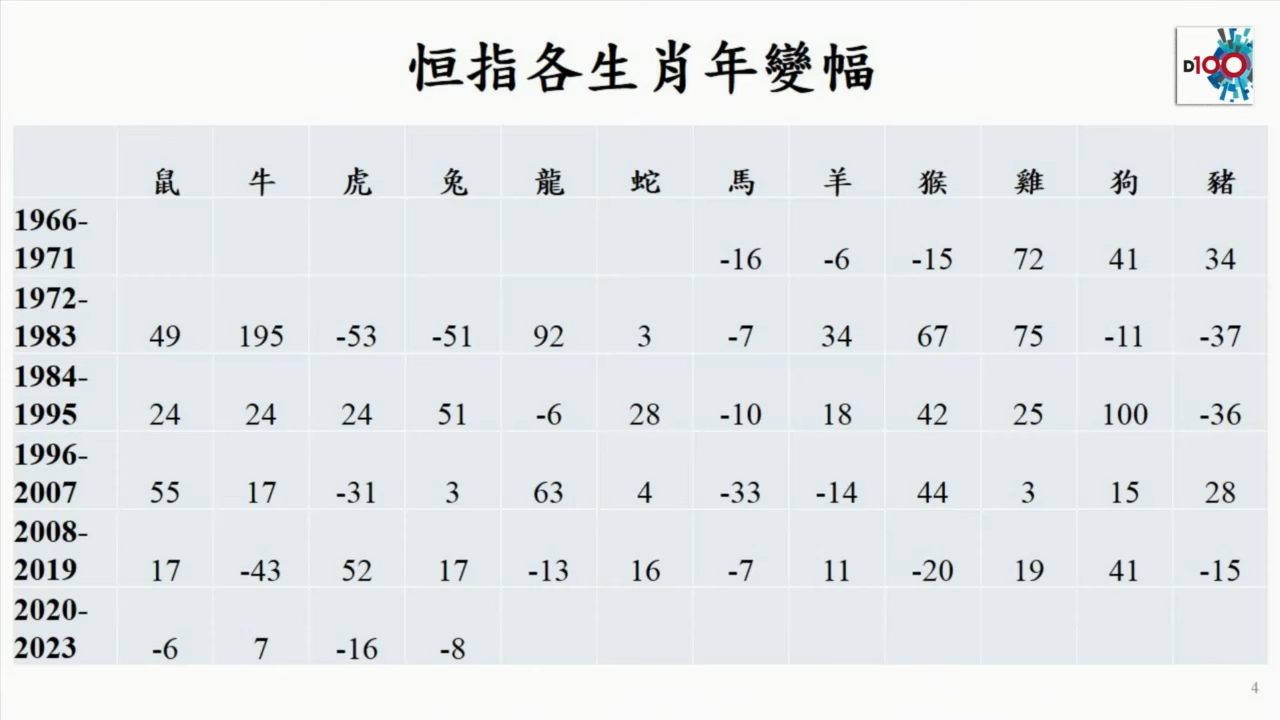 恒指各生肖年變幅
D100
鼠 牛 虎 兔 龍 蛇 馬 羊 猴 雞 狗 豬
1966-
1971 -16 -6 -15 72 41 34
1972-
1983 49 195 -53 -51 92 3 -7 34 67 75 -11 -37
1984-
1995 24 24 24 51 -6 28 -10 18 42 25 100 -36
1996-
2007 55 17 -31 3 63 4 -33 -14 44 3 15 28
2008-
2019 17 -43 52 17 -13 16 -7 11 -20 19 41 -15
2020-
2023 -6 7 -16 -8
4